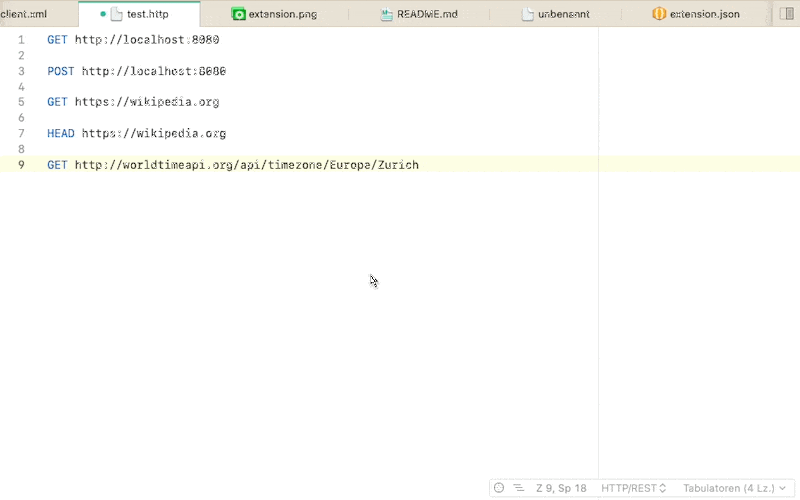 client.xml test.http extension.png README.md unbenannt extension.json
1 GET http://localhost:8080
2
3 POST http://localhost:8080
4
5 GET https://wikipedia.org
6
7 HEAD https://wikipedia.org
8
9 GET http://worldtimeapi.org/api/timezone/Europe/Zurich
Z 9, Sp 18 HTTP/REST Tabulatoren (4 Lz.)